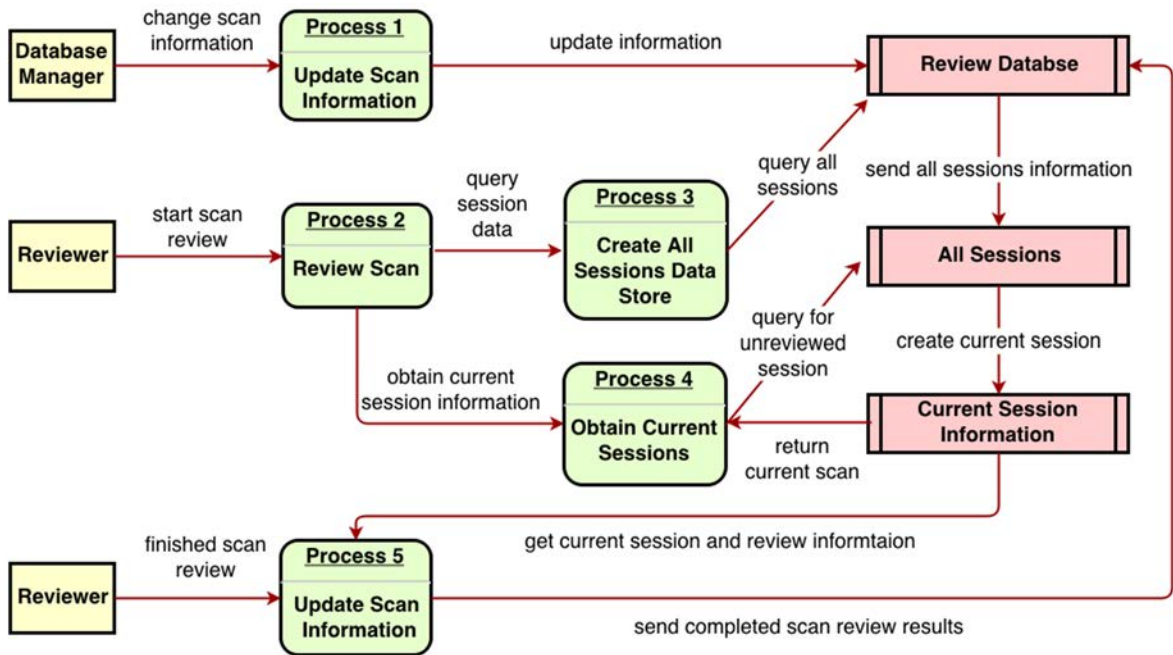 change scan
information
Database
Manager
Process 1
Update Scan
Information
update information
Review Databse
query all
sessions
send all sessions information
Reviewer
start scan
review
Process 2
Review Scan
query
session
data
Process 3
Create All
Sessions Data
Store
All Sessions
query for
unreviewed
session
create current session
obtain current
session information
Process 4
Obtain Current
Sessions
Current Session
Information
return
current scan
get current session and review informtaion
Reviewer
finished scan
review
Process 5
Update Scan
Information
send completed scan review results